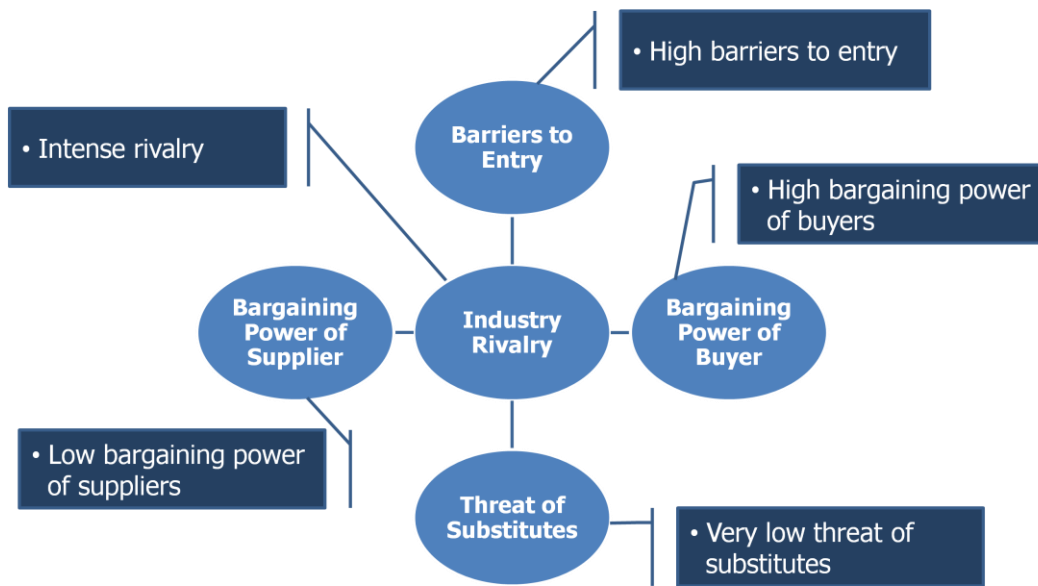 • High barriers to entry
Barriers to
Entry
• Intense rivalry
• High bargaining power
of buyers
Bargaining
Power of
Supplier
Industry
Rivalry
Bargaining
Power of
Buyer
• Low bargaining power
of suppliers
Threat of
Substitutes
• Very low threat of
substitutes